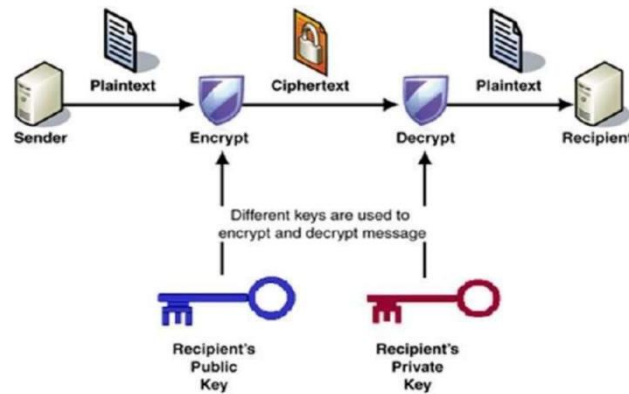 Plaintext
Ciphertext
Plaintext
Sender
Encrypt
Decrypt
Recipient
Different keys are used to
encrypt and decrypt message
Recipient's
Public
Key
Recipient's
Private
Key